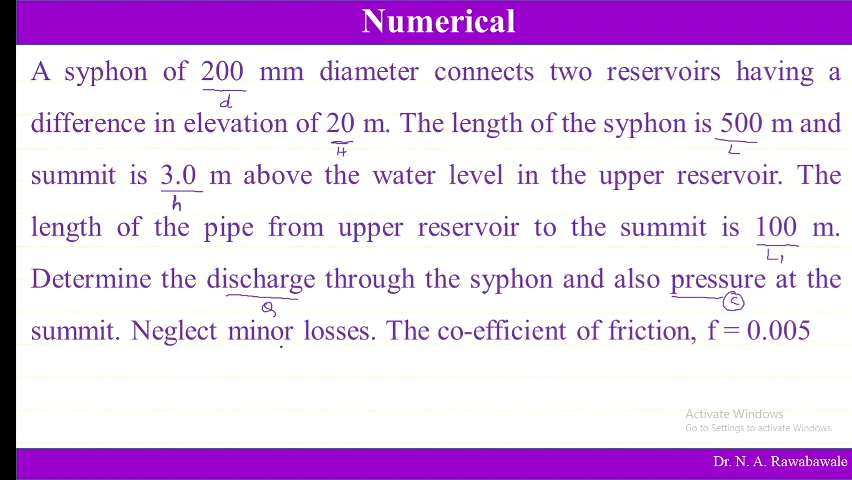 Numerical
A syphon of 200 mm diameter connects two reservoirs having a
d
difference in elevation of 20 m. The length of the syphon is 500 m and
H L
summit is 3.0 m above the water level in the upper reservoir. The
h
length of the pipe from upper reservoir to the summit is 100 m.
L1
Determine the discharge through the syphon and also pressure at the
Q C
summit. Neglect minor losses. The co-efficient of friction, f = 0.005
Activate Windows
Go to Settings to activate Windows.
Dr. N. A. Rawabawale